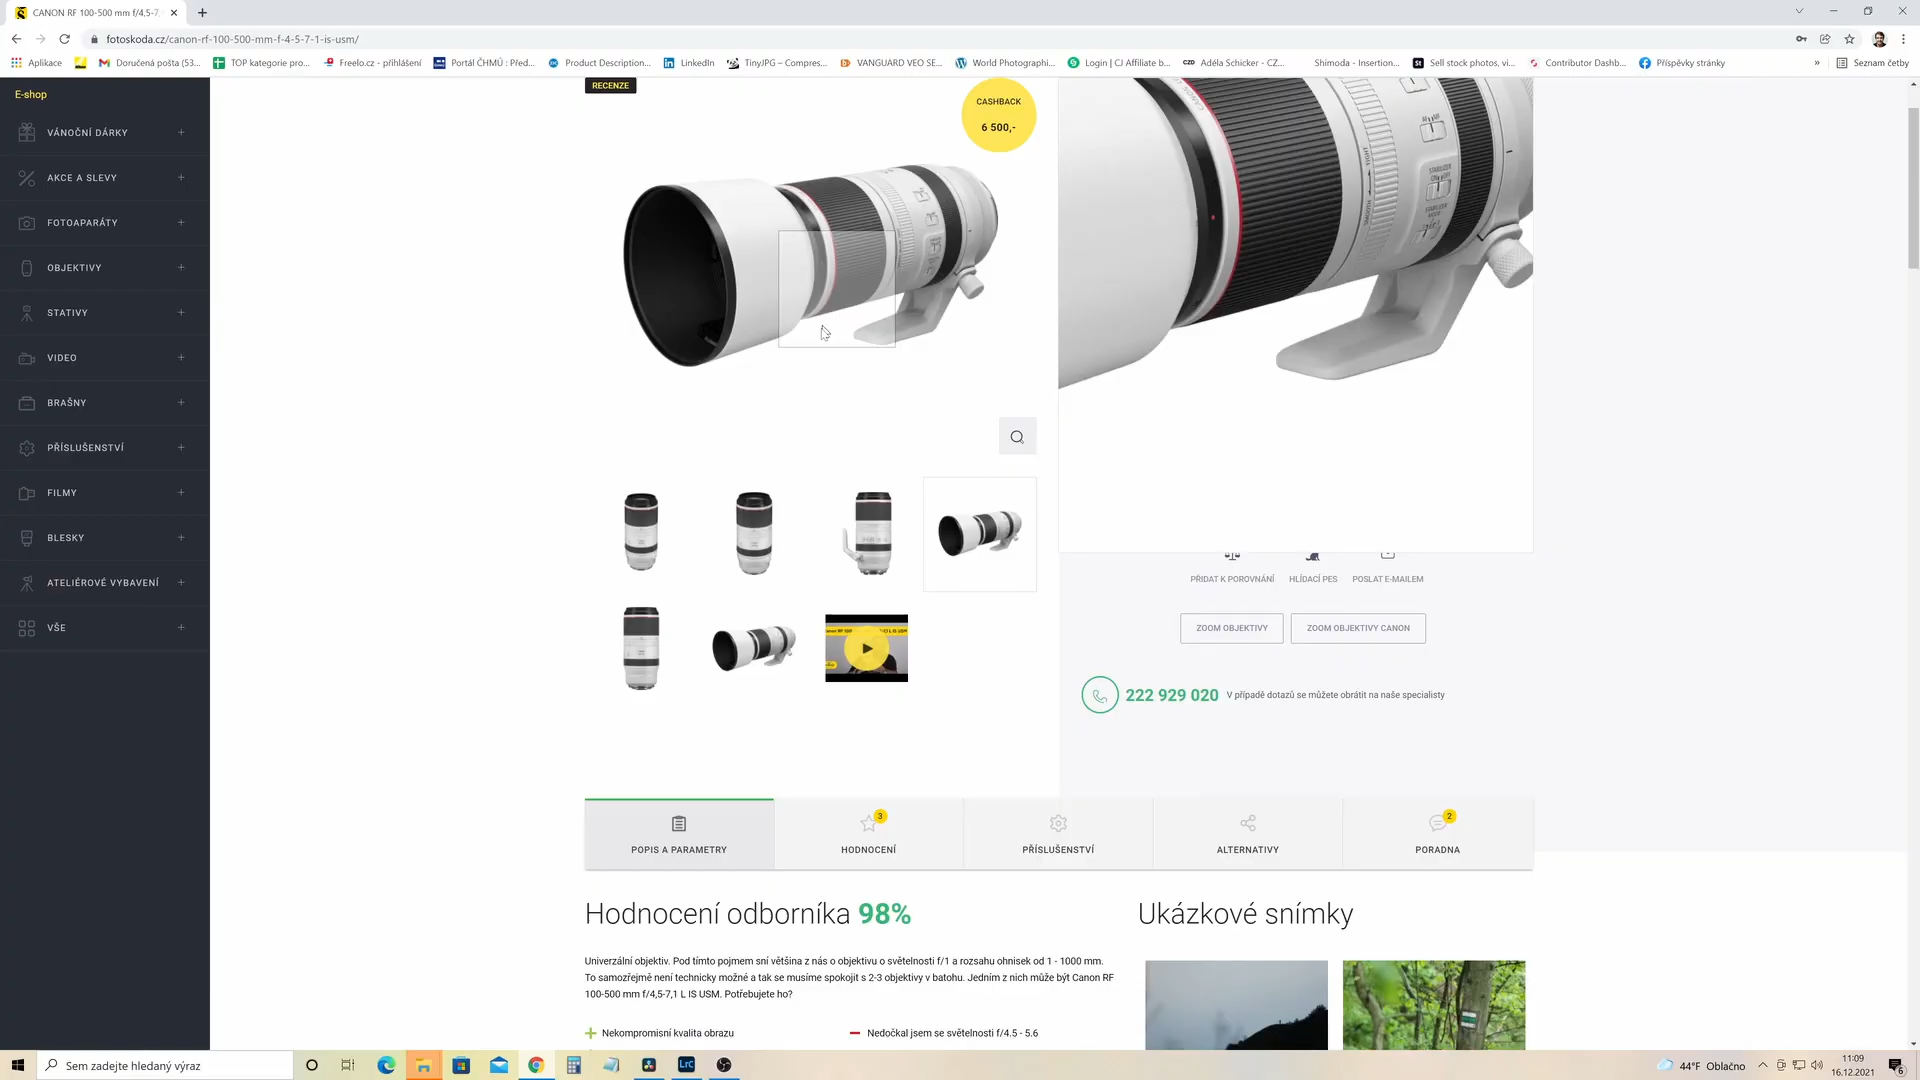 CANON RF 100-500 mm f/4,5-7,
fotoskoda.cz/canon-rf-100-500-mm-f-4-5-7-1-is-usm/
Aplikace
Doručená pošta (53...
TOP kategorie pro...
Freelo.cz - přihlášení
Portál ČHMÚ : Před...
Product Description...
LinkedIn
TinyJPG – Compres...
VANGUARD VEO SE...
World Photographi...
Login | CJ Affiliate b...
Adéla Schicker - CZ...
Shimoda - Insertion...
Sell stock photos, vi...
Contributor Dashb...
Příspěvky stránky
»
Seznam četby
E-shop
VÁNOČNÍ DÁRKY
AKCE A SLEVY
FOTOAPARÁTY
OBJEKTIVY
STATIVY
VIDEO
BRAŠNY
PŘÍSLUŠENSTVÍ
FILMY
BLESKY
ATELIÉROVÉ VYBAVENÍ
VŠE
RECENZE
CASHBACK
6 500,-
STABILIZER
STABILIZER
MODE
SMOOTH
TIGHT
PŘIDAT K POROVNÁNÍ
HLÍDACÍ PES
POSLAT E-MAILEM
ZOOM OBJEKTIVY
ZOOM OBJEKTIVY CANON
222 929 020
V případě dotazů se můžete obrátit na naše specialisty
POPIS A PARAMETRY
3
HODNOCENÍ
PŘÍSLUŠENSTVÍ
ALTERNATIVY
2
PORADNA
Hodnocení odborníka 98%
Univerzální objektiv. Pod tímto pojmem sní většina z nás o objektivu o světelnosti f/1 a rozsahu ohnisek od 1 - 1000 mm.
To samozřejmě není technicky možné a tak se musíme spokojit s 2-3 objektivy v batohu. Jedním z nich může být Canon RF
100-500 mm f/4,5-7,1 L IS USM. Potřebujete ho?
Nekompromisní kvalita obrazu
Nedočkal jsem se světelnosti f/4.5 - 5.6
Ukázkové snímky
Sem zadejte hledaný výraz
LrC
44°F Oblačno
11:09
16.12.2021
6